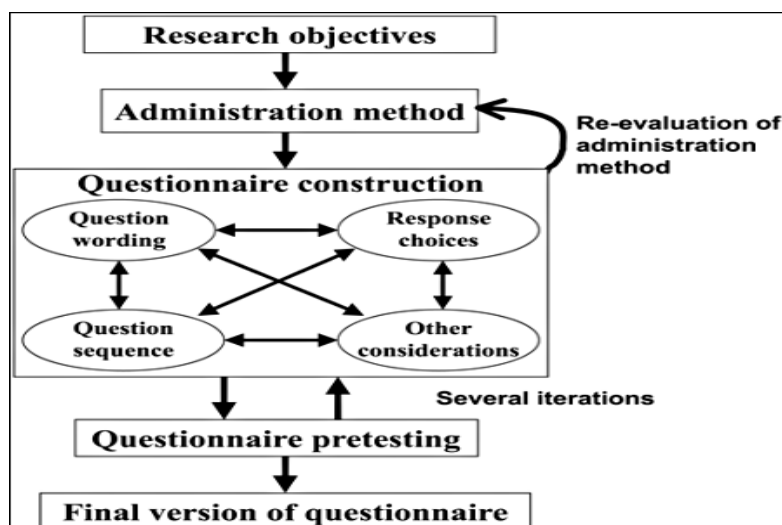 Research objectives
Administration method
Re-evaluation of
administration
method
Questionnaire construction
Question
wording
Response
choices
Question
sequence
Other
considerations
Several iterations
Questionnaire pretesting
Final version of questionnaire